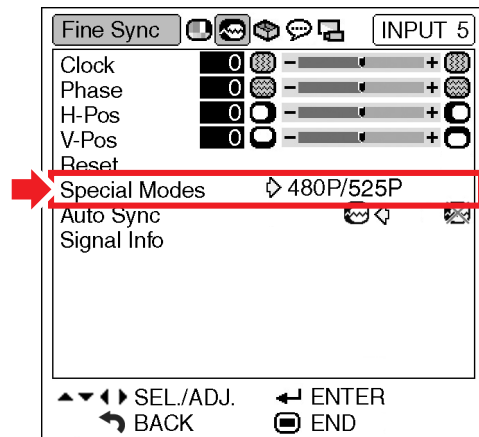 Fine Sync INPUT 5
Clock 0 - +
Phase 0 - +
H-Pos 0 - +
V-Pos 0 - +
Reset
Special Modes 480P/525P
Auto Sync
Signal Info
SEL./ADJ. ENTER
BACK END